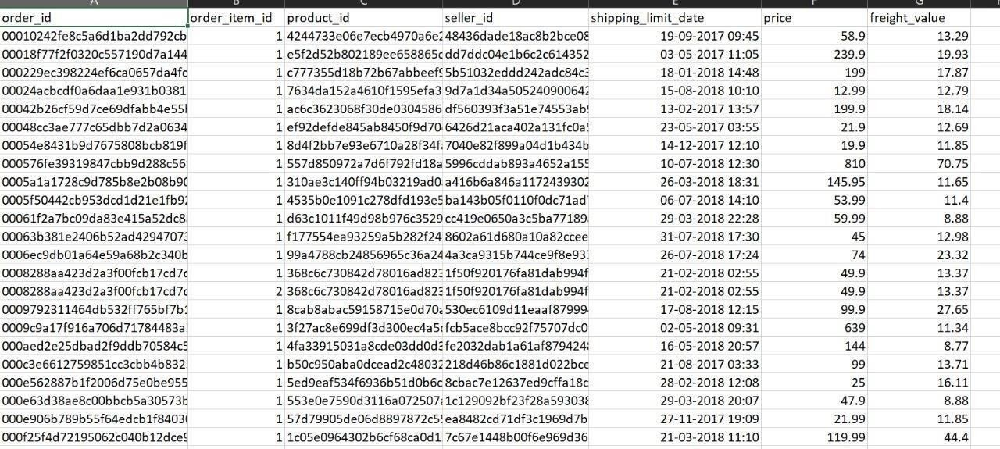 order_id order_item_id product_id seller_id shipping_limit_date price freight_value
00010242fe8c5a6d1ba2dd792cb 1 4244733e06e7ecb4970a6e2 48436dade18ac8b2bce08 19-09-2017 09:45 58.9 13.29
00018f77f2f0320c557190d7a144 1 e5f2d52b802189ee658865c dd7ddc04e1b6c2c614352 03-05-2017 11:05 239.9 19.93
000229ec398224ef6ca0657da4fc 1 c777355d18b72b67abbeef9 5b51032eddd242adc84c3 18-01-2018 14:48 199 17.87
00024acbcdf0a6daa1e931b0381 1 7634da152a4610f1595efa3 9d7a1d34a505240900642 15-08-2018 10:10 12.99 12.79
00042b26cf59d7ce69dfabb4e55b 1 ac6c3623068f30de0304586 df560393f3a51e74553ab 13-02-2017 13:57 199.9 18.14
00048cc3ae777c65dbb7d2a0634 1 ef92defde845ab8450f9d70 6426d21aca402a131fc0a5 23-05-2017 03:55 21.9 12.69
00054e8431b9d7675808bcb819f 1 8d4f2bb7e93e6710a28f34f 7040e82f899a04d1b434b 14-12-2017 12:10 19.9 11.85
000576fe39319847cbb9d288c56 1 557d850972a7d6f792fd18a 5996cddab893a4652a155 10-07-2018 12:30 810 70.75
0005a1a1728c9d785b8e2b08b90 1 310ae3c140ff94b03219ad0 a416b6a846a1172439302 26-03-2018 18:31 145.95 11.65
0005f50442cb953dcd1d21e1fb92 1 4535b0e1091c278dfd193e5 ba143b05f0110f0dc71ad 06-07-2018 14:10 53.99 11.4
00061f2a7bc09da83e415a52dc8 1 d63c1011f49d98b976c3529 cc419e0650a3c5ba77189 29-03-2018 22:28 59.99 8.88
00063b381e2406b52ad42947073 1 f177554ea93259a5b282f24 8602a61d680a10a82ccee 31-07-2018 17:30 45 12.98
0006ec9db01a64e59a68b2c340b 1 99a4788cb24856965c36a24 4a3ca9315b744ce9f8e93 26-07-2018 17:24 74 23.32
0008288aa423d2a3f00fcb17cd7c 1 368c6c730842d78016ad823 1f50f920176fa81dab994f 21-02-2018 02:55 49.9 13.37
0008288aa423d2a3f00fcb17cd7c 2 368c6c730842d78016ad823 1f50f920176fa81dab994f 21-02-2018 02:55 49.9 13.37
0009792311464db532ff765bf7b 1 8cab8abac59158715e0d70a 530ec6109d11eaaf87999 17-08-2018 12:15 99.9 27.65
0009c9a17f916a706d71784483a 1 3f27ac8e699df3d300ec4a5 fcb5ace8bcc92f75707dc0 02-05-2018 09:31 639 11.34
000aed2e25dbad2f9ddb70584c5 1 4fa33915031a8cde03dd0d3 fe2032dab1a61af879424 16-05-2018 20:57 144 8.77
000c3e6612759851cc3cbb4b832 1 b50c950aba0dcead2c48032 218d46b86c1881d022bce 21-08-2017 03:33 99 13.71
000e562887b1f2006d75e0be955 1 5ed9eaf534f6936b51d0b6c 8cbac7e12637ed9cffa18c 28-02-2018 12:08 25 16.11
000e63d38ae8c00bbcb5a30573b 1 553e0e7590d3116a072507 1c129092bf23f28a593038 29-03-2018 20:07 47.9 8.88
000e906b789b55f64edcb1f8403 1 57d79905de06d8897872c5 ea8482cd71df3c1969d7b 27-11-2017 19:09 21.99 11.85
000f25f4d72195062c040b12dce9 1 1c05e0964302b6cf68ca0d1 7c67e1448b00f6e969d36 21-03-2018 11:10 119.99 44.4